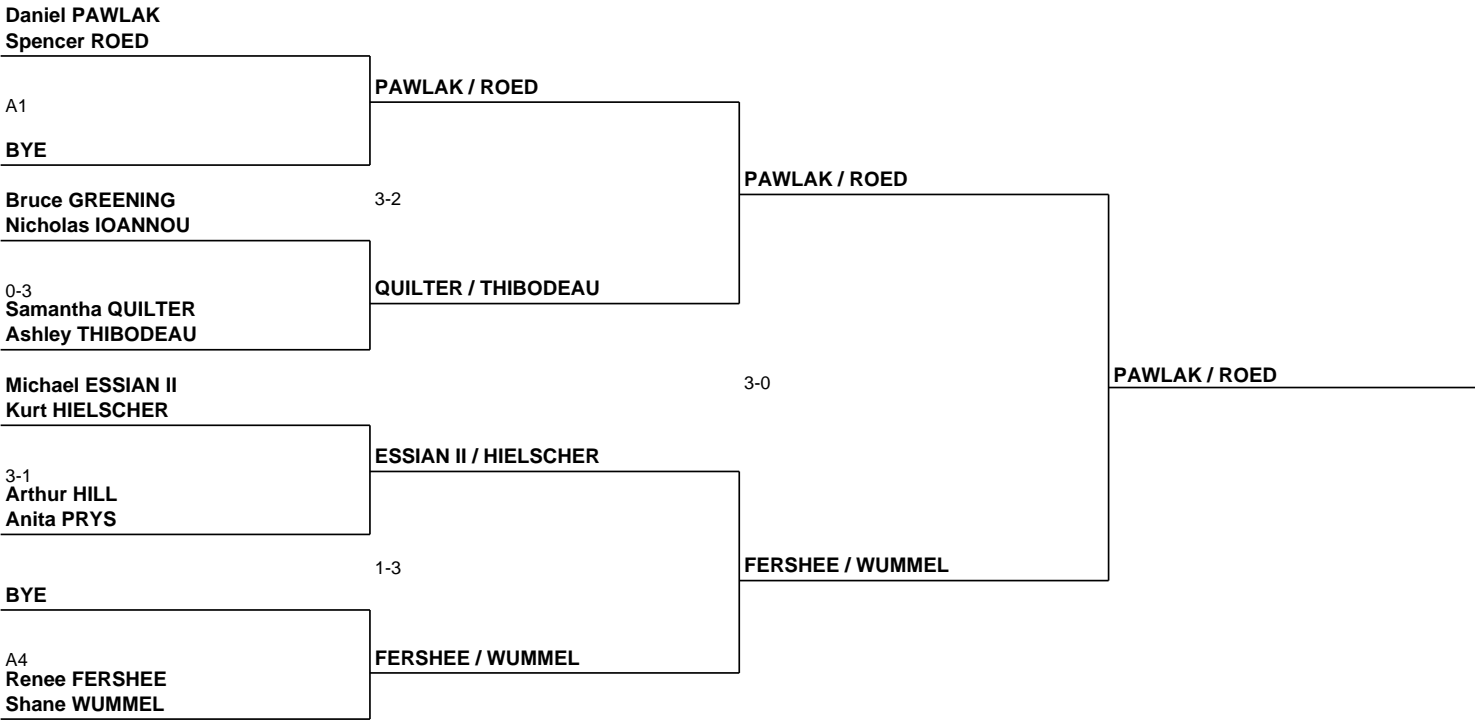 Daniel PAWLAK
Spencer ROED
PAWLAK / ROED
A1
BYE
PAWLAK / ROED
Bruce GREENING
3-2
Nicholas IOANNOU
QUILTER / THIBODEAU
0-3
Samantha QUILTER
Ashley THIBODEAU
PAWLAK / ROED
Michael ESSIAN II
3-0
Kurt HIELSCHER
ESSIAN II / HIELSCHER
3-1
Arthur HILL
Anita PRYS
1-3
FERSHEE / WUMMEL
BYE
FERSHEE / WUMMEL
A4
Renee FERSHEE
Shane WUMMEL